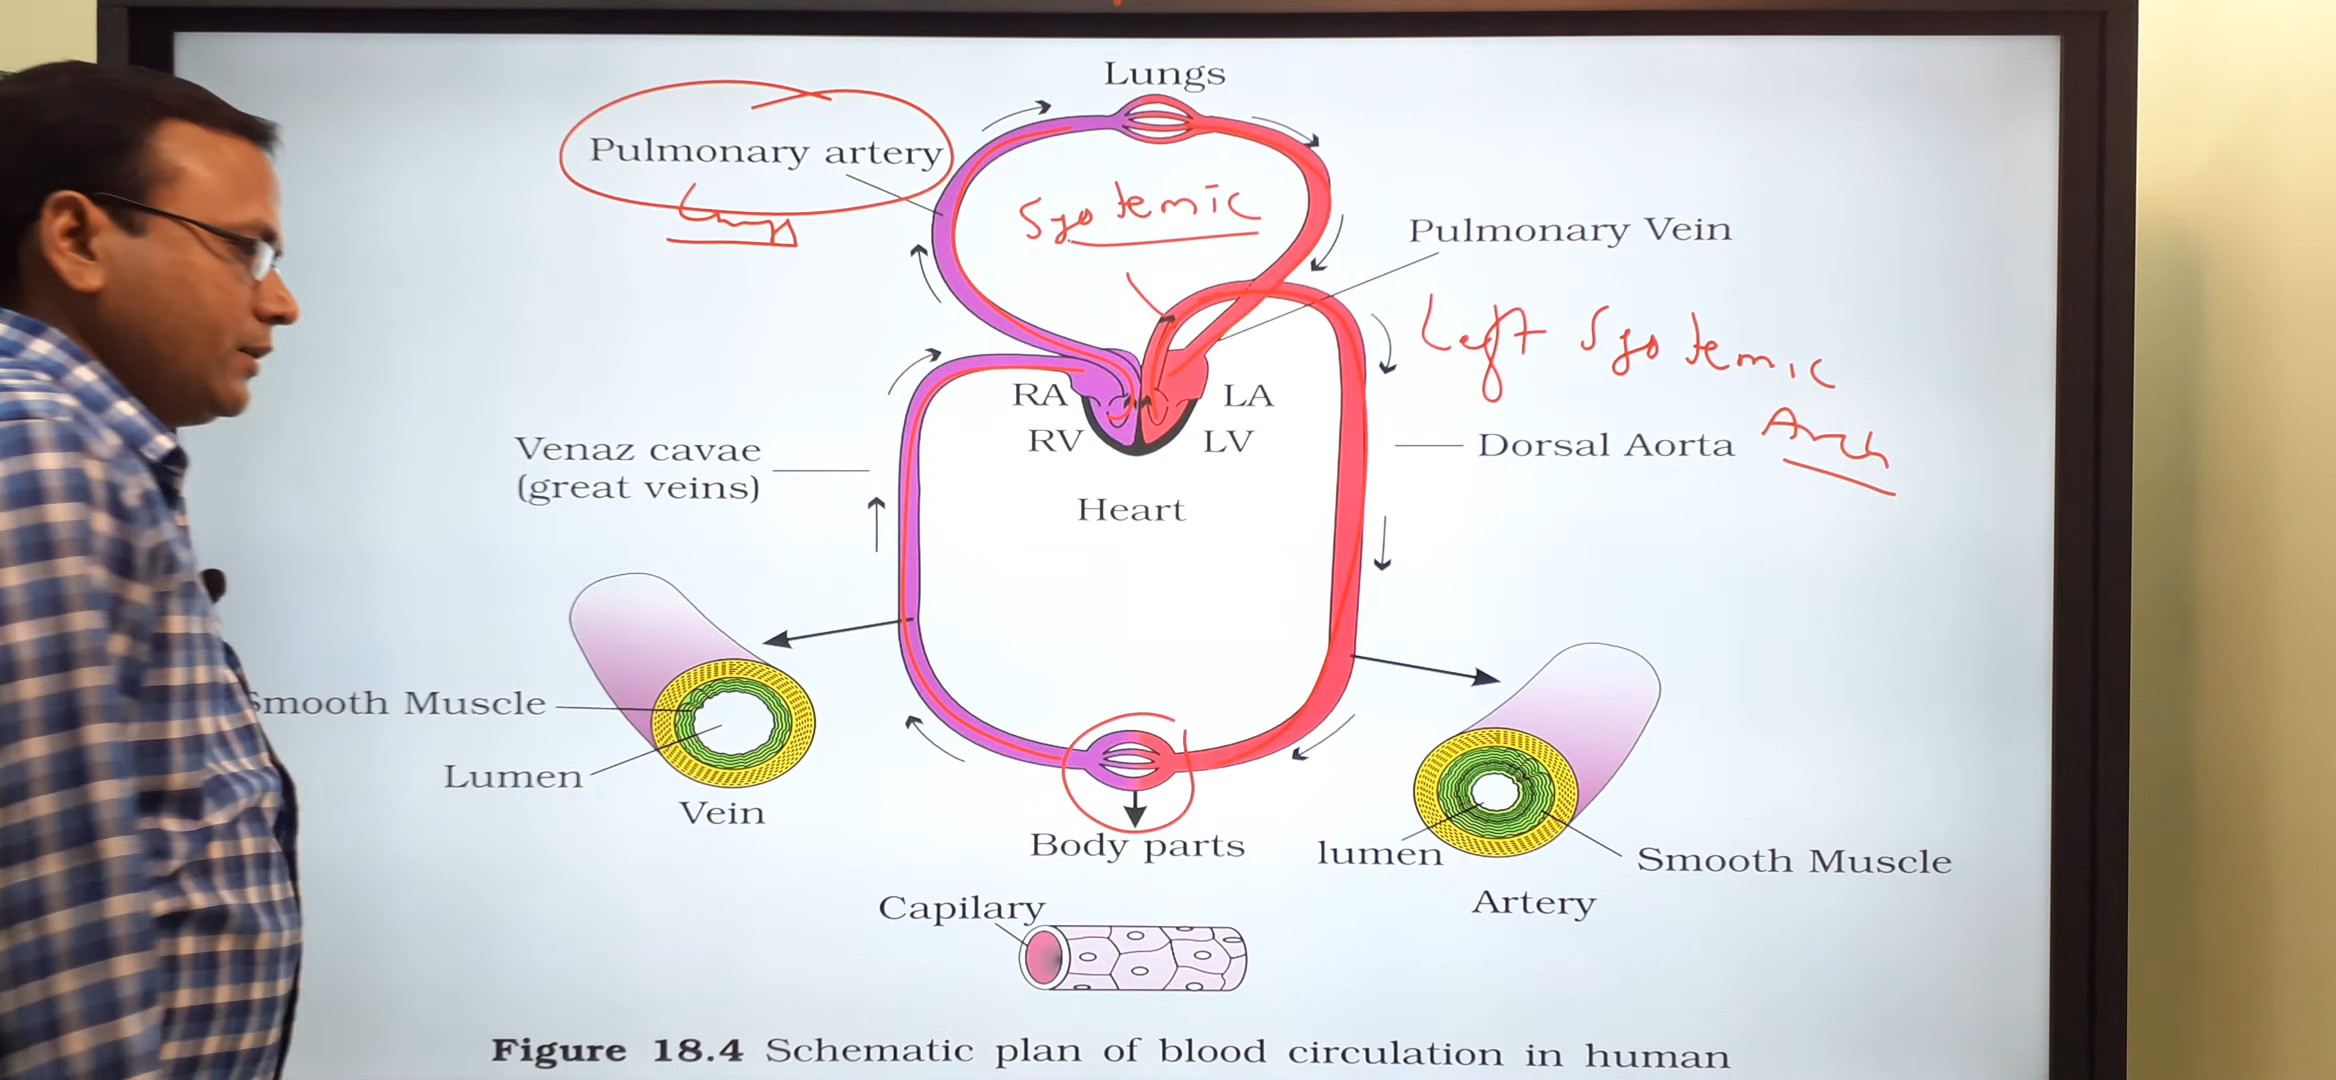 Lungs
Pulmonary artery
Lungs
Systemic
Pulmonary Vein
Left Systemic
Arch
RA
LA
RV
LV
Dorsal Aorta
Venaz cavae
(great veins)
Heart
Smooth Muscle
Lumen
Vein
Body parts
lumen
Smooth Muscle
Artery
Capilary
Figure 18.4 Schematic plan of blood circulation in human